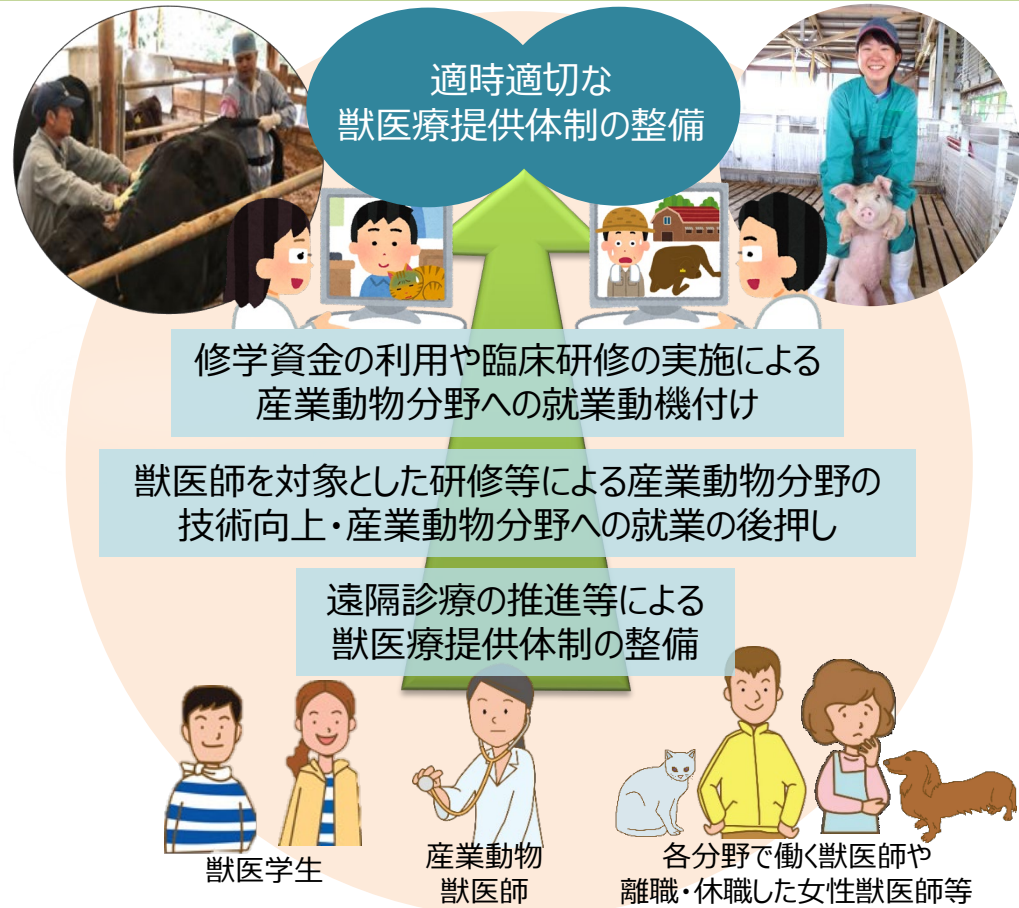 適時適切な
獣医療提供体制の整備
修学資金の利用や臨床研修の実施による
産業動物分野への就業動機付け
獣医師を対象とした研修等による産業動物分野の
技術向上・産業動物分野への就業の後押し
遠隔診療の推進等による
獣医療提供体制の整備
獣医学生
産業動物
獣医師
各分野で働く獣医師や
離職・休職した女性獣医師等